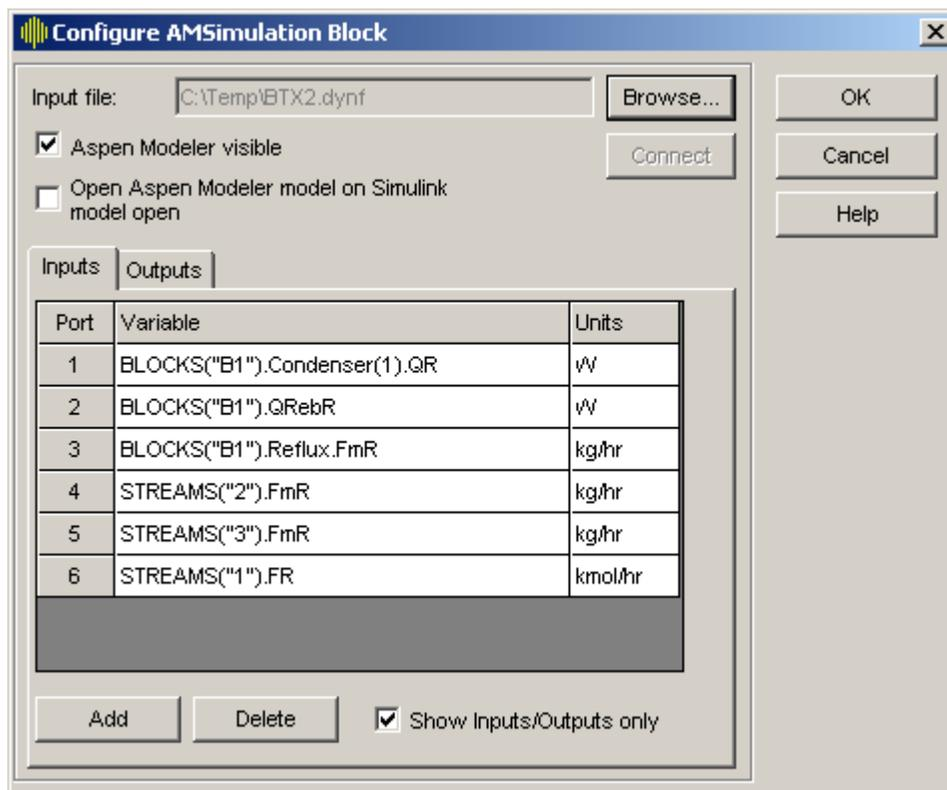 Configure AMSimulation Block
Input file: C:\Temp\BTX2.dynf Browse... OK
Aspen Modeler visible Connect Cancel
Open Aspen Modeler model on Simulink
model open
Help
Inputs Outputs
Port Variable Units
1 BLOCKS("B1").Condenser(1).QR W
2 BLOCKS("B1").QRebR W
3 BLOCKS("B1").Reflux.FmR kg/hr
4 STREAMS("2").FmR kg/hr
5 STREAMS("3").FmR kg/hr
6 STREAMS("1").FR kmol/hr
Add Delete Show Inputs/Outputs only